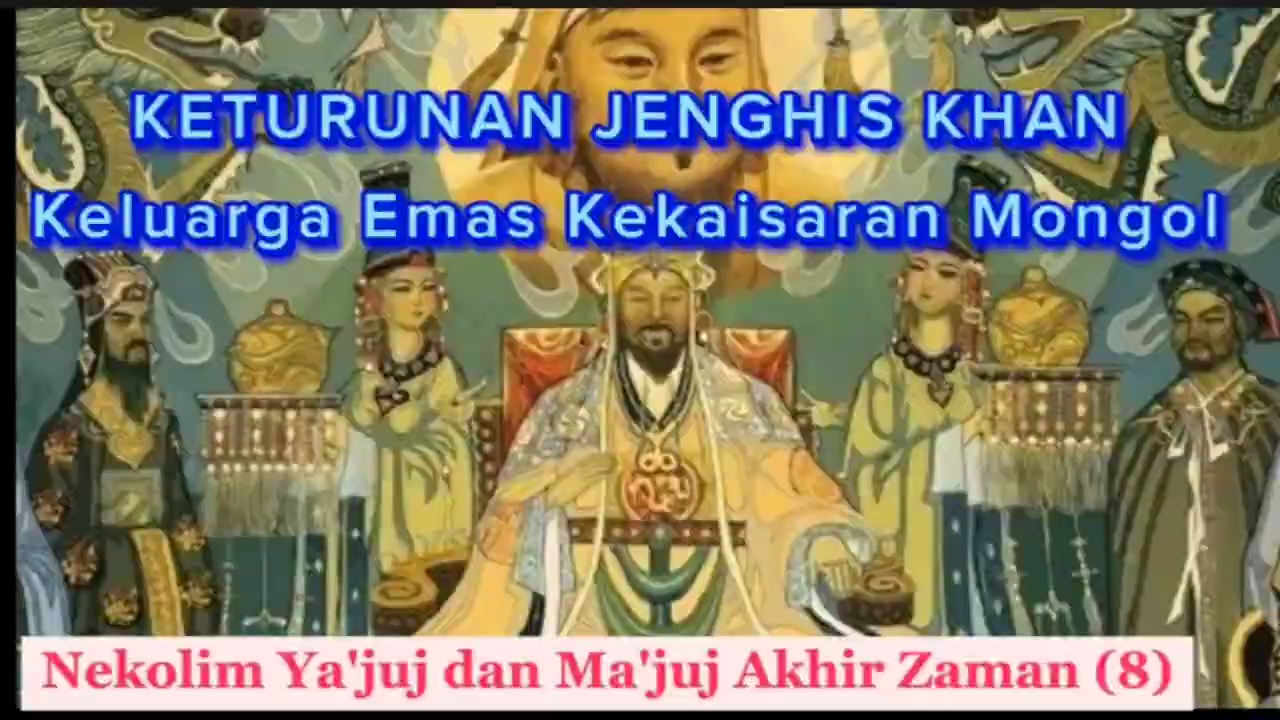 KETURUNAN JENGHIS KHAN
Keluarga Emas Kekaisaran Mongol
Nekolim Ya'juj dan Ma'juj Akhir Zaman (8)